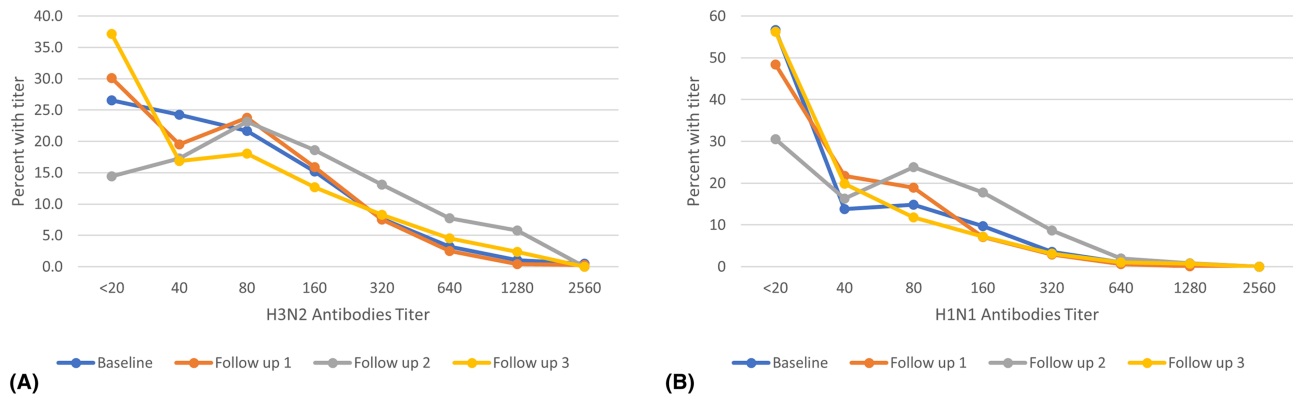 40.0
35.0
30.0
25.0
20.0
15.0
10.0
5.0
0.0
Percent with titer
<20 40 80 160 320 640 1280 2560
H3N2 Antibodies Titer
Baseline Follow up 1 Follow up 2 Follow up 3
(A)
60
50
40
30
20
10
0
Percent with titer
<20 40 80 160 320 640 1280 2560
H1N1 Antibodies Titer
Baseline Follow up 1 Follow up 2 Follow up 3
(B)